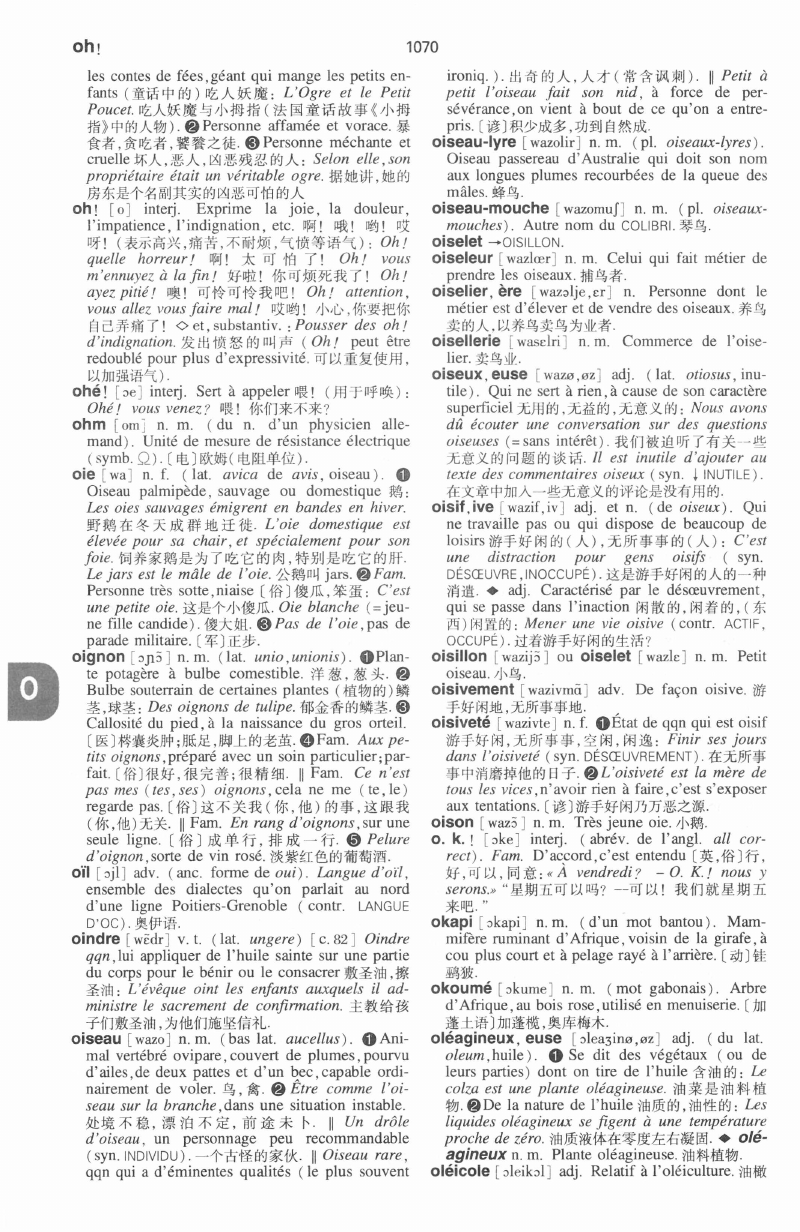 oh!
1070
les contes de fées,géant qui mange les petits en-
fants (童话中的) 吃人妖魔: L'Ogre et le Petit
Poucet. 吃人妖魔与小拇指(法国童话故事《小拇
指》中的人物). ❷ Personne affamée et vorace. 暴
食者,贪吃者,饕餮之徒. ❸ Personne méchante et
cruelle 坏人,恶人,凶恶残忍的人: Selon elle,son
propriétaire était un véritable ogre. 据她讲,她的
房东是个名副其实的凶恶可怕的人
oh! [o] interj. Exprime la joie, la douleur,
l'impatience, l'indignation, etc. 啊! 哦! 哟! 哎
呀! (表示高兴,痛苦,不耐烦,气愤等语气): Oh!
quelle horreur! 啊! 太可怕了! Oh! vous
m'ennuyez à la fin! 好啦! 你可烦死我了! Oh!
ayez pitié! 噢! 可怜可怜我吧! Oh! attention,
vous allez vous faire mal! 哎哟! 小心,你要把你
自己弄痛了! ◇ et, substantiv. : Pousser des oh!
d'indignation. 发出愤怒的叫声 ( Oh! peut être
redoublé pour plus d'expressivité. 可以重复使用,
以加强语气).
ohé! [ɔe] interj. Sert à appeler 喂! (用于呼唤):
Ohé! vous venez? 喂! 你们来不来?
ohm [om] n. m. (du n. d'un physicien alle-
mand). Unité de mesure de résistance électrique
(symb. Ω). [电]欧姆(电阻单位).
oie [wa] n. f. (lat. avica de avis, oiseau). ❶
Oiseau palmipède, sauvage ou domestique 鹅:
Les oies sauvages émigrent en bandes en hiver.
野鹅在冬天成群地迁徙. L'oie domestique est
élevée pour sa chair, et spécialement pour son
foie. 饲养家鹅是为了吃它的肉,特别是吃它的肝.
Le jars est le mâle de l'oie. 公鹅叫 jars. ❷ Fam.
Personne très sotte,niaise [俗]傻瓜,笨蛋: C'est
une petite oie. 这是个小傻瓜. Oie blanche (=jeu-
ne fille candide). 傻大姐. ❸ Pas de l'oie,pas de
parade militaire. [军]正步.
oignon [ɔɲɔ̃] n. m. (lat. unio,unionis). ❶Plan-
te potagère à bulbe comestible. 洋葱, 葱头. ❷
Bulbe souterrain de certaines plantes (植物的)鳞
茎,球茎: Des oignons de tulipe. 郁金香的鳞茎. ❸
Callosité du pied, à la naissance du gros orteil.
[医]拇囊炎肿;胝足,脚上的老茧. ❹ Fam. Aux pe-
tits oignons,préparé avec un soin particulier;par-
fait. [俗]很好,很完善;很精细. ‖ Fam. Ce n'est
pas mes (tes, ses) oignons, cela ne me (te, le)
regarde pas. [俗]这不关我(你,他)的事,这跟我
(你,他)无关. ‖ Fam. En rang d'oignons,sur une
seule ligne. [俗] 成单行, 排成一行. ❺ Pelure
d'oignon,sorte de vin rosé. 淡紫红色的葡萄酒.
oïl [ɔjl] adv. (anc. forme de oui). Langue d'oïl,
ensemble des dialectes qu'on parlait au nord
d'une ligne Poitiers-Grenoble ( contr. LANGUE
D'OC). 奥伊语.
oindre [wɛ̃dr] v. t. (lat. ungere) [c. 82] Oindre
qqn,lui appliquer de l'huile sainte sur une partie
du corps pour le bénir ou le consacrer 敷圣油,擦
圣油: L'évêque oint les enfants auxquels il ad-
ministre le sacrement de confirmation. 主教给孩
子们敷圣油,为他们施坚信礼.
oiseau [wazo] n. m. (bas lat. aucellus). ❶ Ani-
mal vertébré ovipare,couvert de plumes,pourvu
d'ailes,de deux pattes et d'un bec,capable ordi-
nairement de voler. 鸟, 禽. ❷ Être comme l'oi-
seau sur la branche,dans une situation instable.
处境不稳, 漂泊不定, 前途未卜. ‖ Un drôle
d'oiseau, un personnage peu recommandable
(syn. INDIVIDU). 一个古怪的家伙. ‖ Oiseau rare,
qqn qui a d'éminentes qualités (le plus souvent
ironiq. ). 出奇的人,人才 (常含讽刺). ‖ Petit à
petit l'oiseau fait son nid, à force de per-
sévérance,on vient à bout de ce qu'on a entre-
pris. [谚]积少成多,功到自然成.
oiseau-lyre [wazolir] n. m. (pl. oiseaux-lyres).
Oiseau passereau d'Australie qui doit son nom
aux longues plumes recourbées de la queue des
mâles. 蜂鸟.
oiseau-mouche [wazomuʃ] n. m. (pl. oiseaux-
mouches). Autre nom du COLIBRI. 琴鸟.
oiselet →OISILLON.
oiseleur [wazlœr] n. m. Celui qui fait métier de
prendre les oiseaux. 捕鸟者.
oiselier, ère [wazəlje,ɛr] n. Personne dont le
métier est d'élever et de vendre des oiseaux. 养鸟
卖的人,以养鸟卖鸟为业者.
oisellerie [wazɛlri] n. m. Commerce de l'oise-
lier. 卖鸟业.
oiseux, euse [wazø,øz] adj. (lat. otiosus, inu-
tile). Qui ne sert à rien,à cause de son caractère
superficiel 无用的,无益的,无意义的: Nous avons
dû écouter une conversation sur des questions
oiseuses (=sans intérêt). 我们被迫听了有关一些
无意义的问题的谈话. Il est inutile d'ajouter au
texte des commentaires oiseux (syn. ↓INUTILE).
在文章中加入一些无意义的评论是没有用的.
oisif, ive [wazif,iv] adj. et n. (de oiseux). Qui
ne travaille pas ou qui dispose de beaucoup de
loisirs 游手好闲的(人),无所事事的(人): C'est
une distraction pour gens oisifs ( syn.
DÉSŒUVRE,INOCCUPÉ). 这是游手好闲的人的一种
消遣. ◆ adj. Caractérisé par le désœuvrement,
qui se passe dans l'inaction 闲散的,闲着的, (东
西)闲置的: Mener une vie oisive (contr. ACTIF,
OCCUPÉ). 过着游手好闲的生活?
oisillon [wazijɔ̃] ou oiselet [wazlɛ] n. m. Petit
oiseau. 小鸟.
oisivement [wazivmɑ̃] adv. De façon oisive. 游
手好闲地,无所事事地.
oisiveté [wazivte] n. f. ❶État de qqn qui est oisif
游手好闲,无所事事,空闲,闲逸: Finir ses jours
dans l'oisiveté (syn. DÉSŒUVREMENT). 在无所事
事中消磨掉他的日子. ❷ L'oisiveté est la mère de
tous les vices,n'avoir rien à faire,c'est s'exposer
aux tentations. [谚]游手好闲乃万恶之源.
oison [wazɔ̃] n. m. Très jeune oie. 小鹅.
o. k. ! [ɔke] interj. (abrév. de l'angl. all cor-
rect). Fam. D'accord,c'est entendu [英,俗]行,
好,可以,同意: « À vendredi? – O. K.! nous y
serons.» “星期五可以吗? --可以! 我们就星期五
来吧.”
okapi [ɔkapi] n. m. (d'un mot bantou). Mam-
mifère ruminant d'Afrique,voisin de la girafe,à
cou plus court et à pelage rayé à l'arrière. [动]㺢
㹢狓.
okoumé [ɔkume] n. m. (mot gabonais). Arbre
d'Afrique,au bois rose,utilisé en menuiserie. [加
蓬土语]加蓬榄,奥库梅木.
oléagineux, euse [ɔleaʒinø,øz] adj. (du lat.
oleum, huile). ❶ Se dit des végétaux (ou de
leurs parties) dont on tire de l'huile 含油的: Le
colza est une plante oléagineuse. 油菜是油料植
物. ❷De la nature de l'huile 油质的,油性的: Les
liquides oléagineux se figent à une température
proche de zéro. 油质液体在零度左右凝固. ◆ olé-
agineux n. m. Plante oléagineuse. 油料植物.
oléicole [ɔleikɔl] adj. Relatif à l'oléiculture. 油橄
O